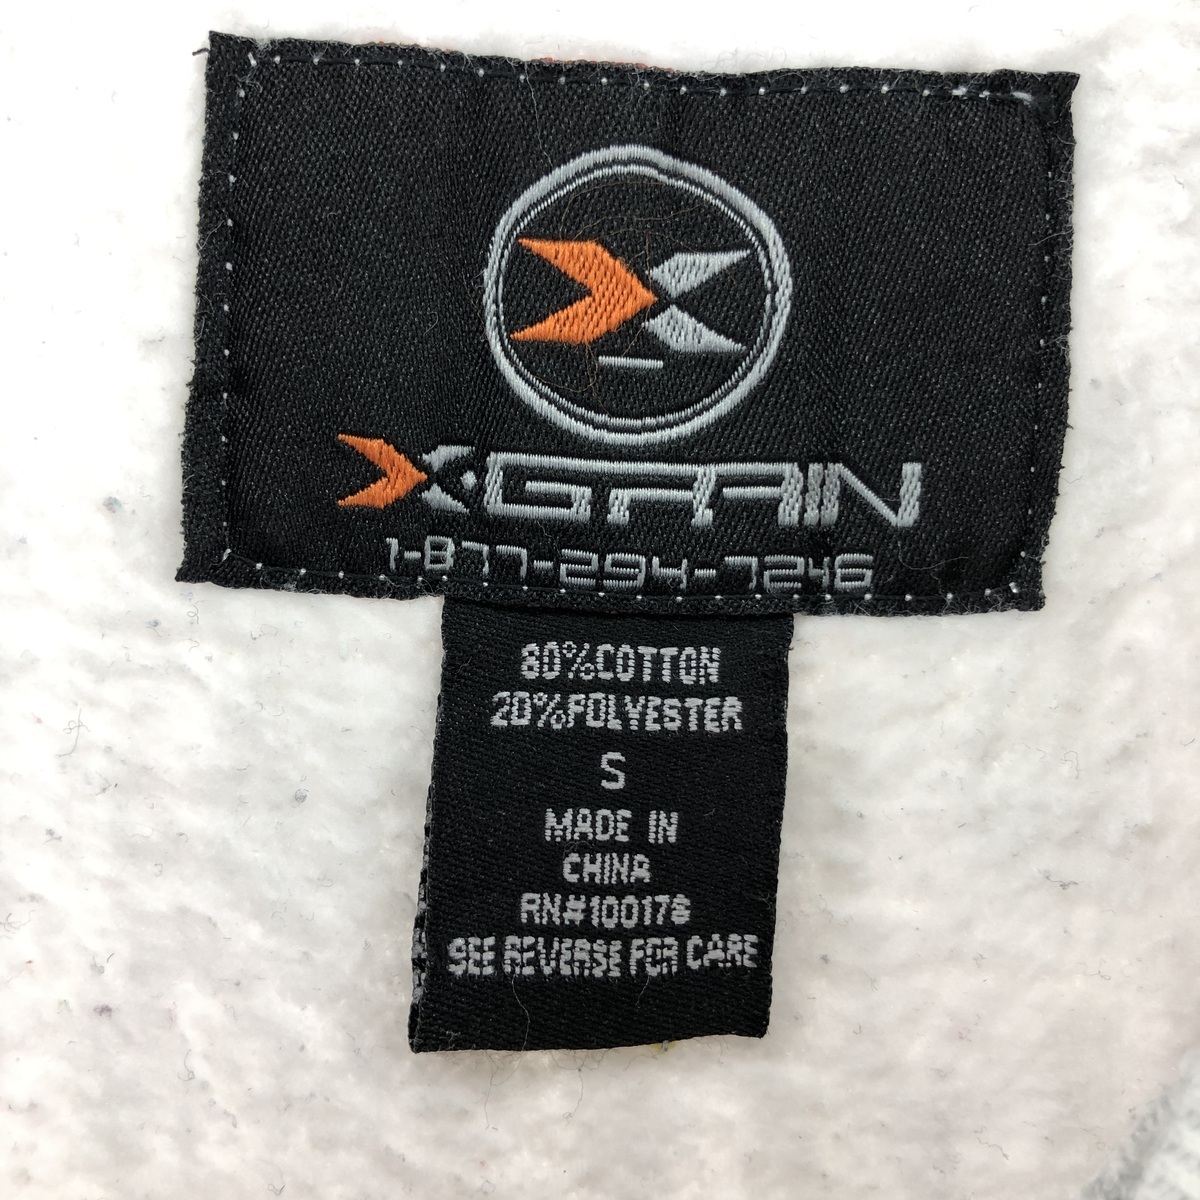 X-GRAIN
1-877-294-7246
80%COTTON
20%POLYESTER
S
MADE IN
CHINA
RN#100178
SEE REVERSE FOR CARE